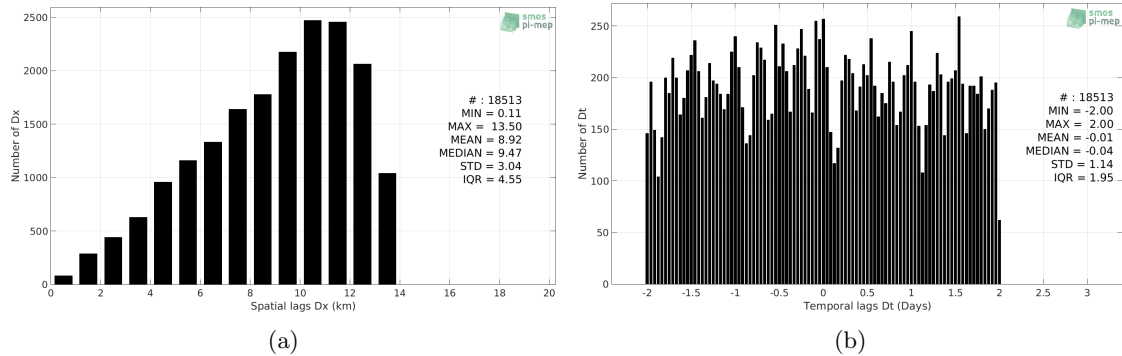 2500
2000
1500
1000
500
0
Number of Dx
0 2 4 6 8 10 12 14 16 18 20
Spatial lags Dx (km)
smos
pi-mep
# : 18513
MIN = 0.11
MAX = 13.50
MEAN = 8.92
MEDIAN = 9.47
STD = 3.04
IQR = 4.55
(a)
250
200
150
100
50
0
Number of Dt
-2 -1.5 -1 -0.5 0 0.5 1 1.5 2 2.5 3
Temporal lags Dt (Days)
smos
pi-mep
# : 18513
MIN = -2.00
MAX = 2.00
MEAN = -0.01
MEDIAN = -0.04
STD = 1.14
IQR = 1.95
(b)